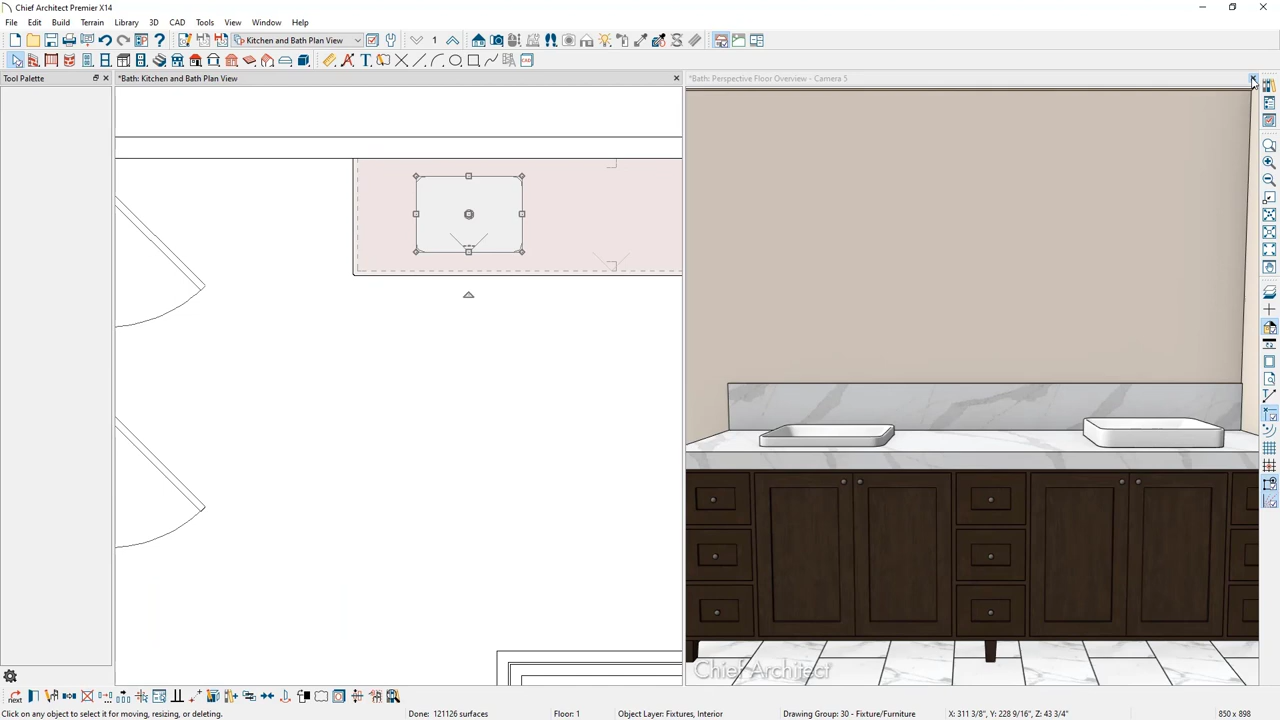 Chief Architect Premier X14
File Edit Build Terrain Library 3D CAD Tools View Window Help
Kitchen and Bath Plan View
1
Tool Palette
*Bath: Kitchen and Bath Plan View
*Bath: Perspective Floor Overview - Camera 5
Chief Architect
next
Click on any object to select it for moving, resizing, or deleting. Done: 121126 surfaces Floor: 1 Object Layer: Fixtures, Interior Drawing Group: 30 - Fixture/Furniture X: 311 3/8", Y: 228 9/16", Z: 43 3/4" 850 x 898